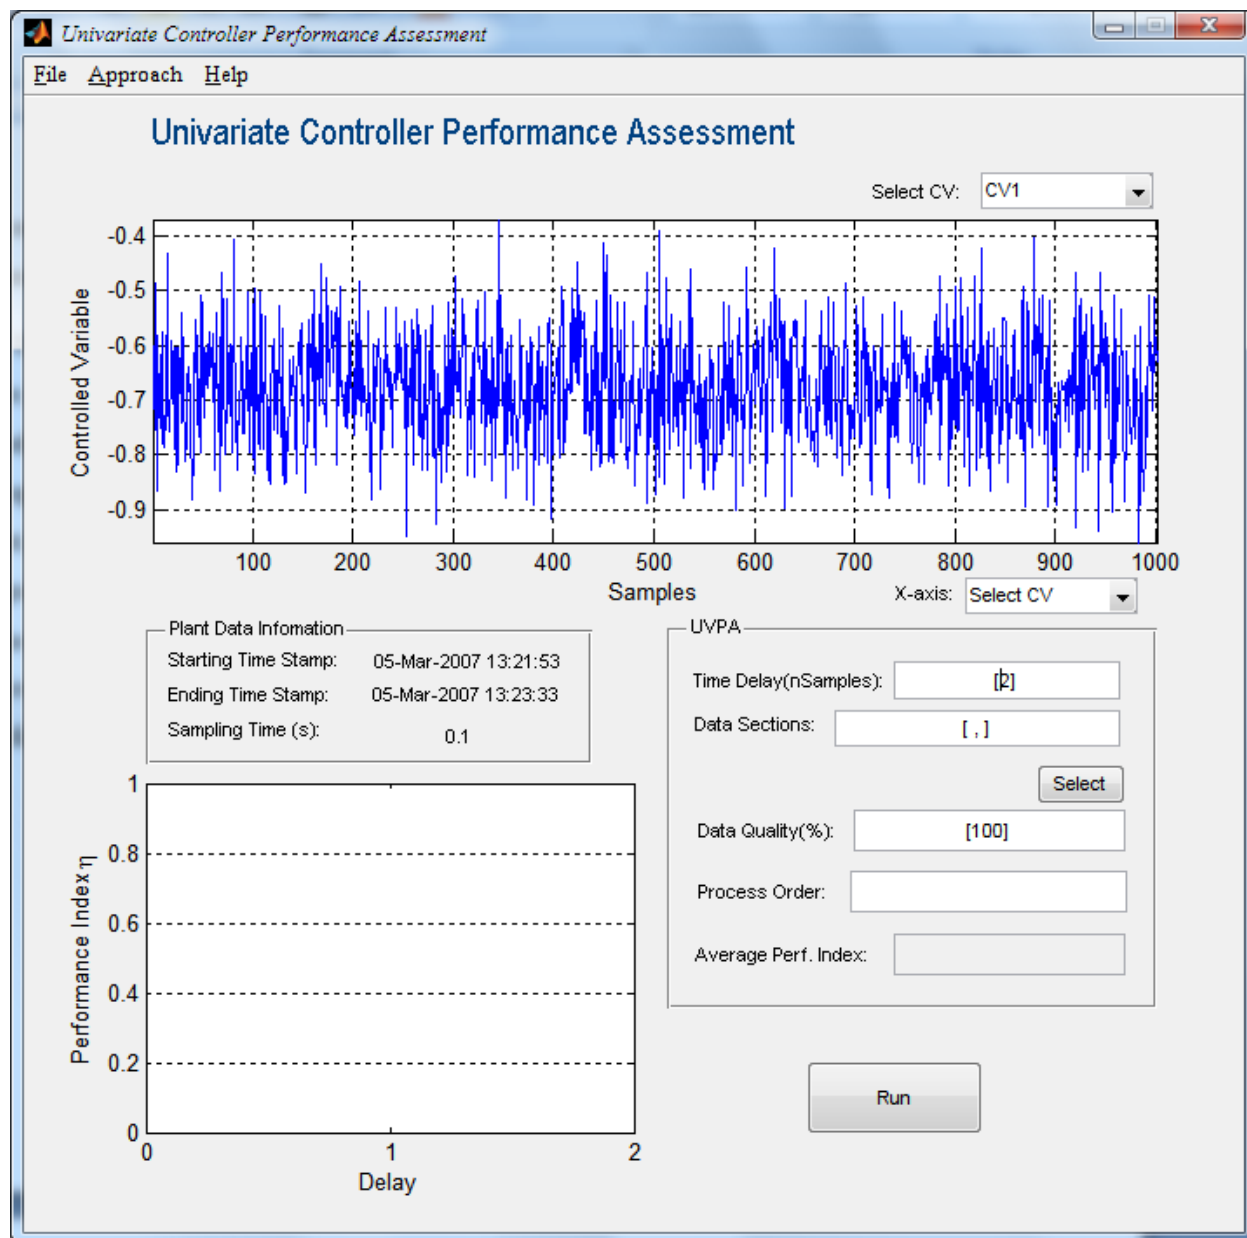 Univariate Controller Performance Assessment
File Approach Help
Univariate Controller Performance Assessment
Select CV: CV1
-0.4
-0.5
-0.6
-0.7
-0.8
-0.9
Controlled Variable
100 200 300 400 500 600 700 800 900 1000
Samples
X-axis: Select CV
Plant Data Infomation
Starting Time Stamp: 05-Mar-2007 13:21:53
Ending Time Stamp: 05-Mar-2007 13:23:33
Sampling Time (s): 0.1
UVPA
Time Delay(nSamples): [2]
Data Sections: [ , ]
Select
Data Quality(%): [100]
Process Order:
Average Perf. Index:
Run
1
0.8
0.6
0.4
0.2
0
Performance Index η
0 1 2
Delay